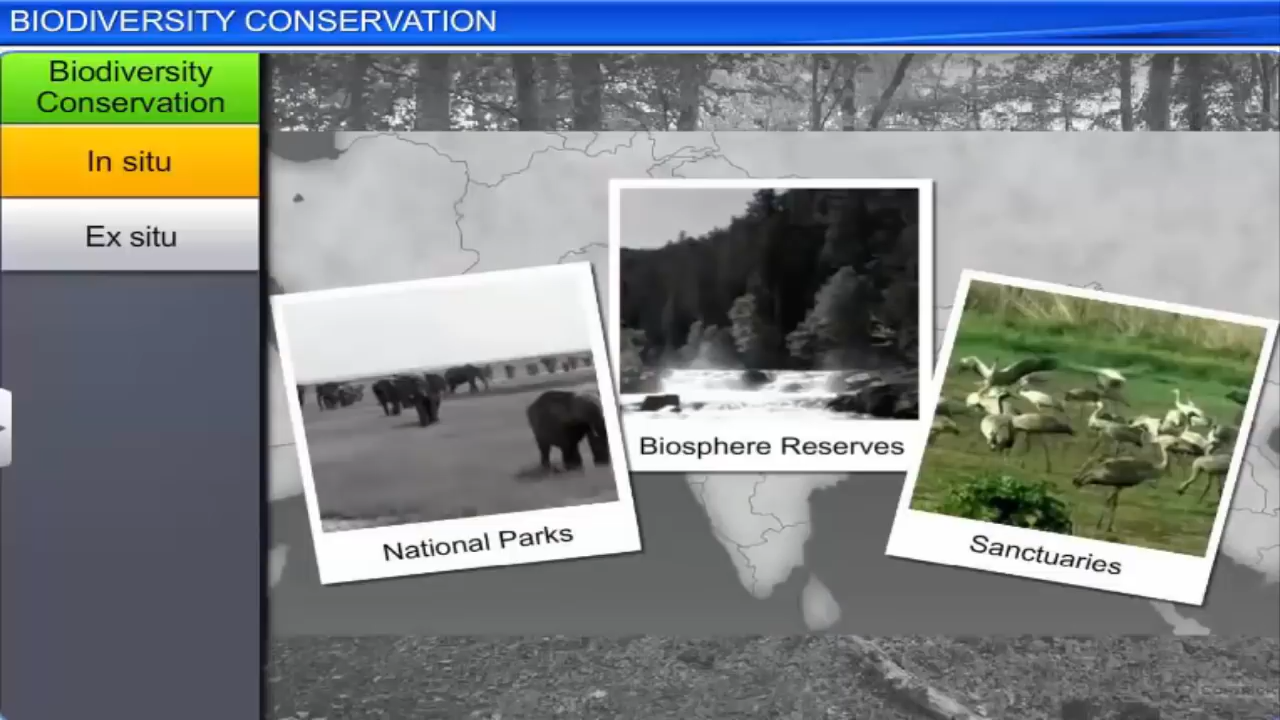 BIODIVERSITY CONSERVATION
Biodiversity
Conservation
In situ
Ex situ
Biosphere Reserves
National Parks
Sanctuaries